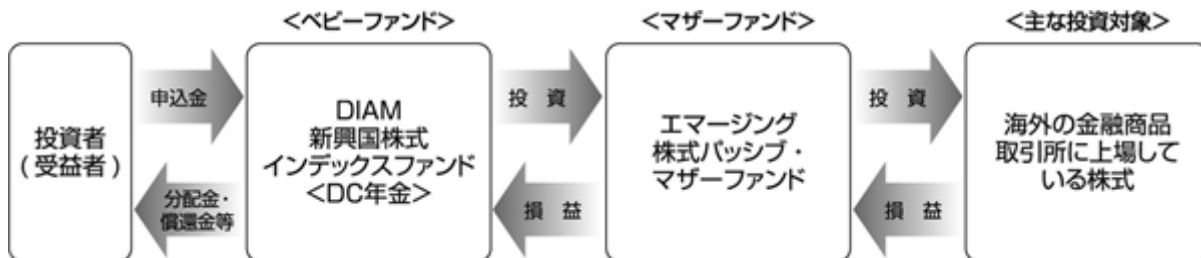 <ベビーファンド>
<マザーファンド>
<主な投資対象>
投資者
(受益者)
申込金
分配金・
償還金等
DIAM
新興国株式
インデックスファンド
<DC年金>
投 資
損 益
エマージング
株式パッシブ・
マザーファンド
投 資
損 益
海外の金融商品
取引所に上場して
いる株式